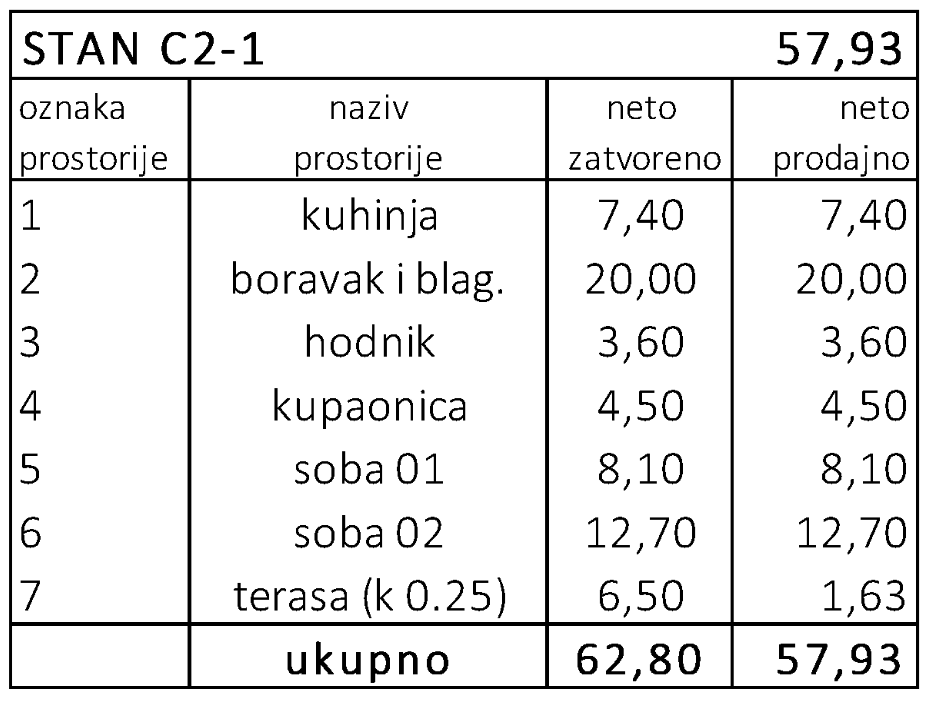 STAN C2-1 57,93
oznaka naziv neto neto
prostorije prostorije zatvoreno prodajno
1 kuhinja 7,40 7,40
2 boravak i blag. 20,00 20,00
3 hodnik 3,60 3,60
4 kupaonica 4,50 4,50
5 soba 01 8,10 8,10
6 soba 02 12,70 12,70
7 terasa (k 0.25) 6,50 1,63
ukupno 62,80 57,93